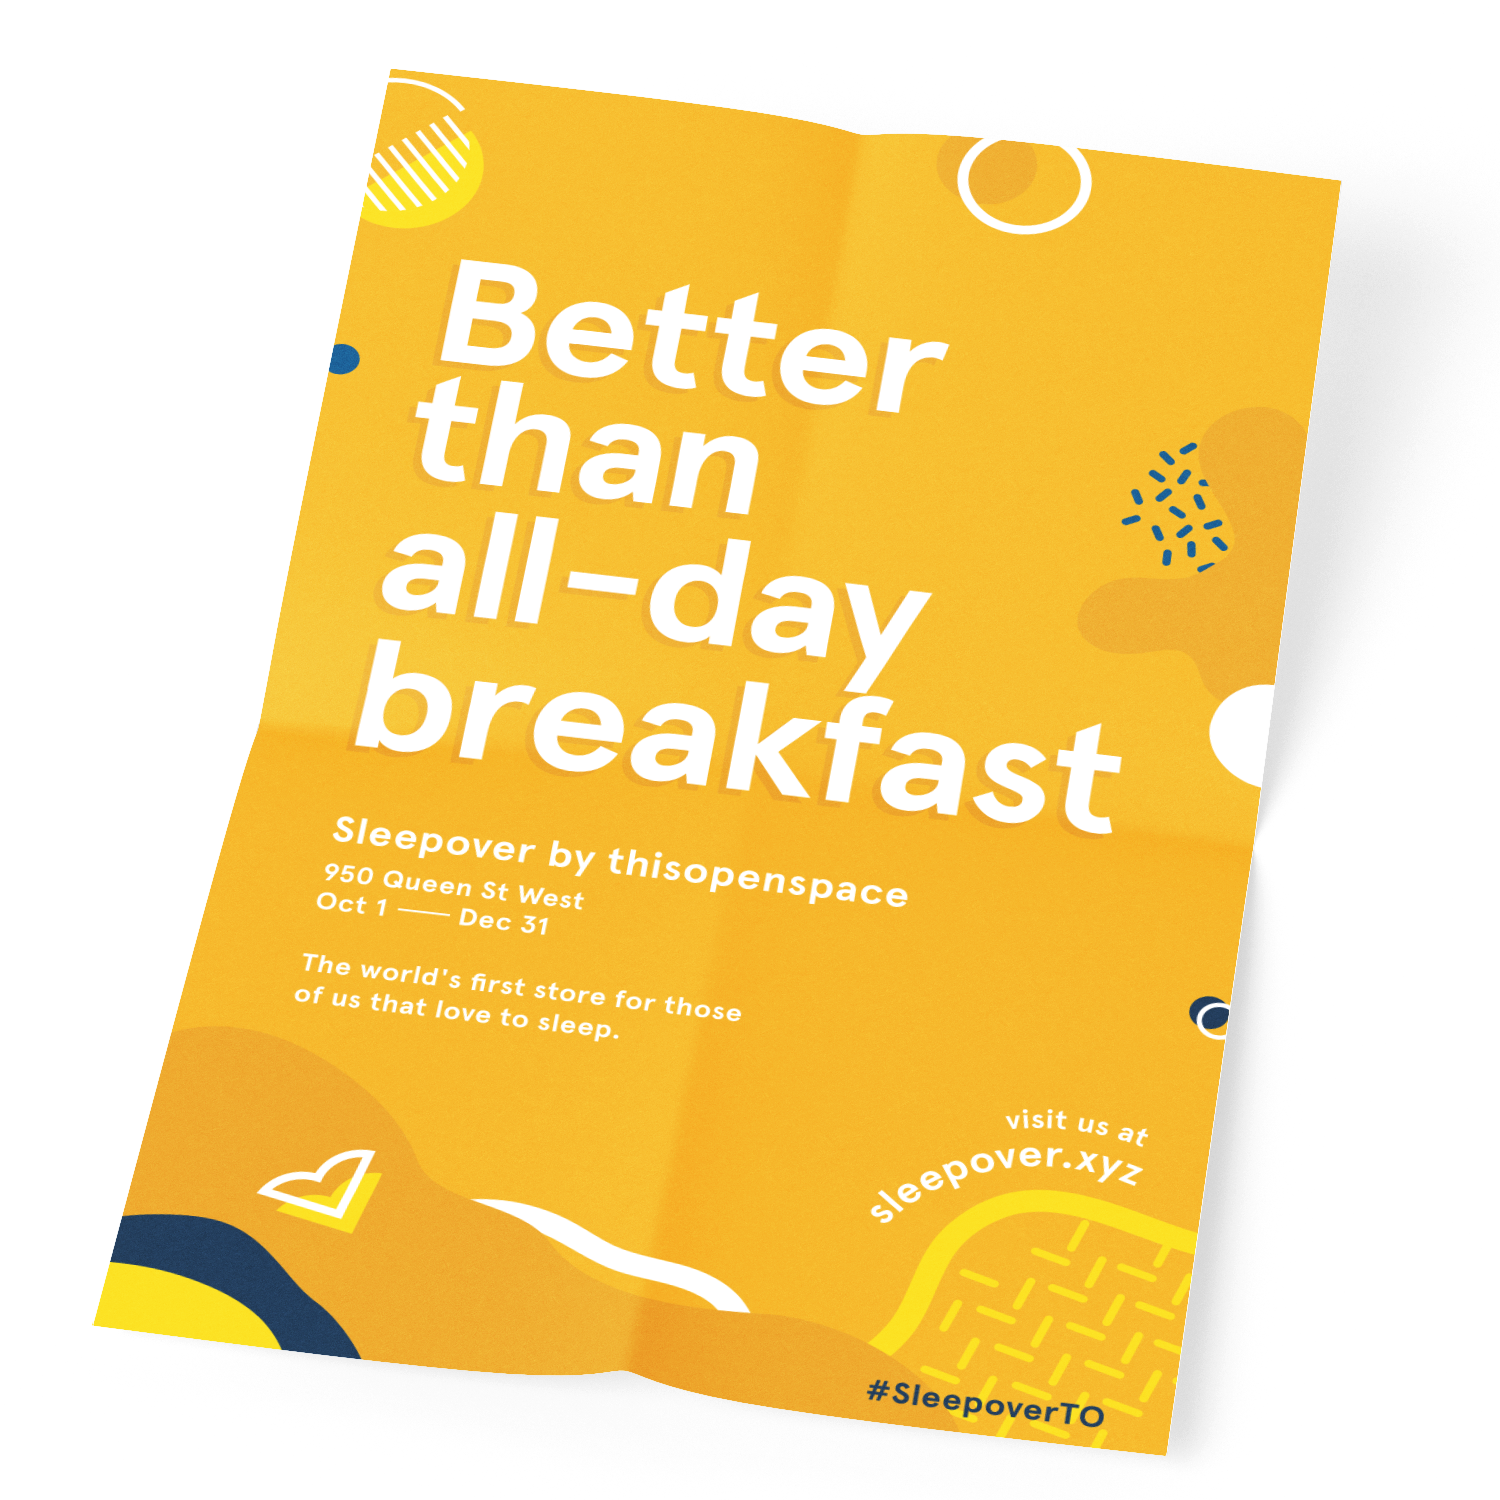 Better
than
all-day
breakfast
Sleepover by thisopenspace
950 Queen St West
Oct 1 — Dec 31
The world's first store for those
of us that love to sleep.
visit us at
sleepover.xyz
#SleepoverTO